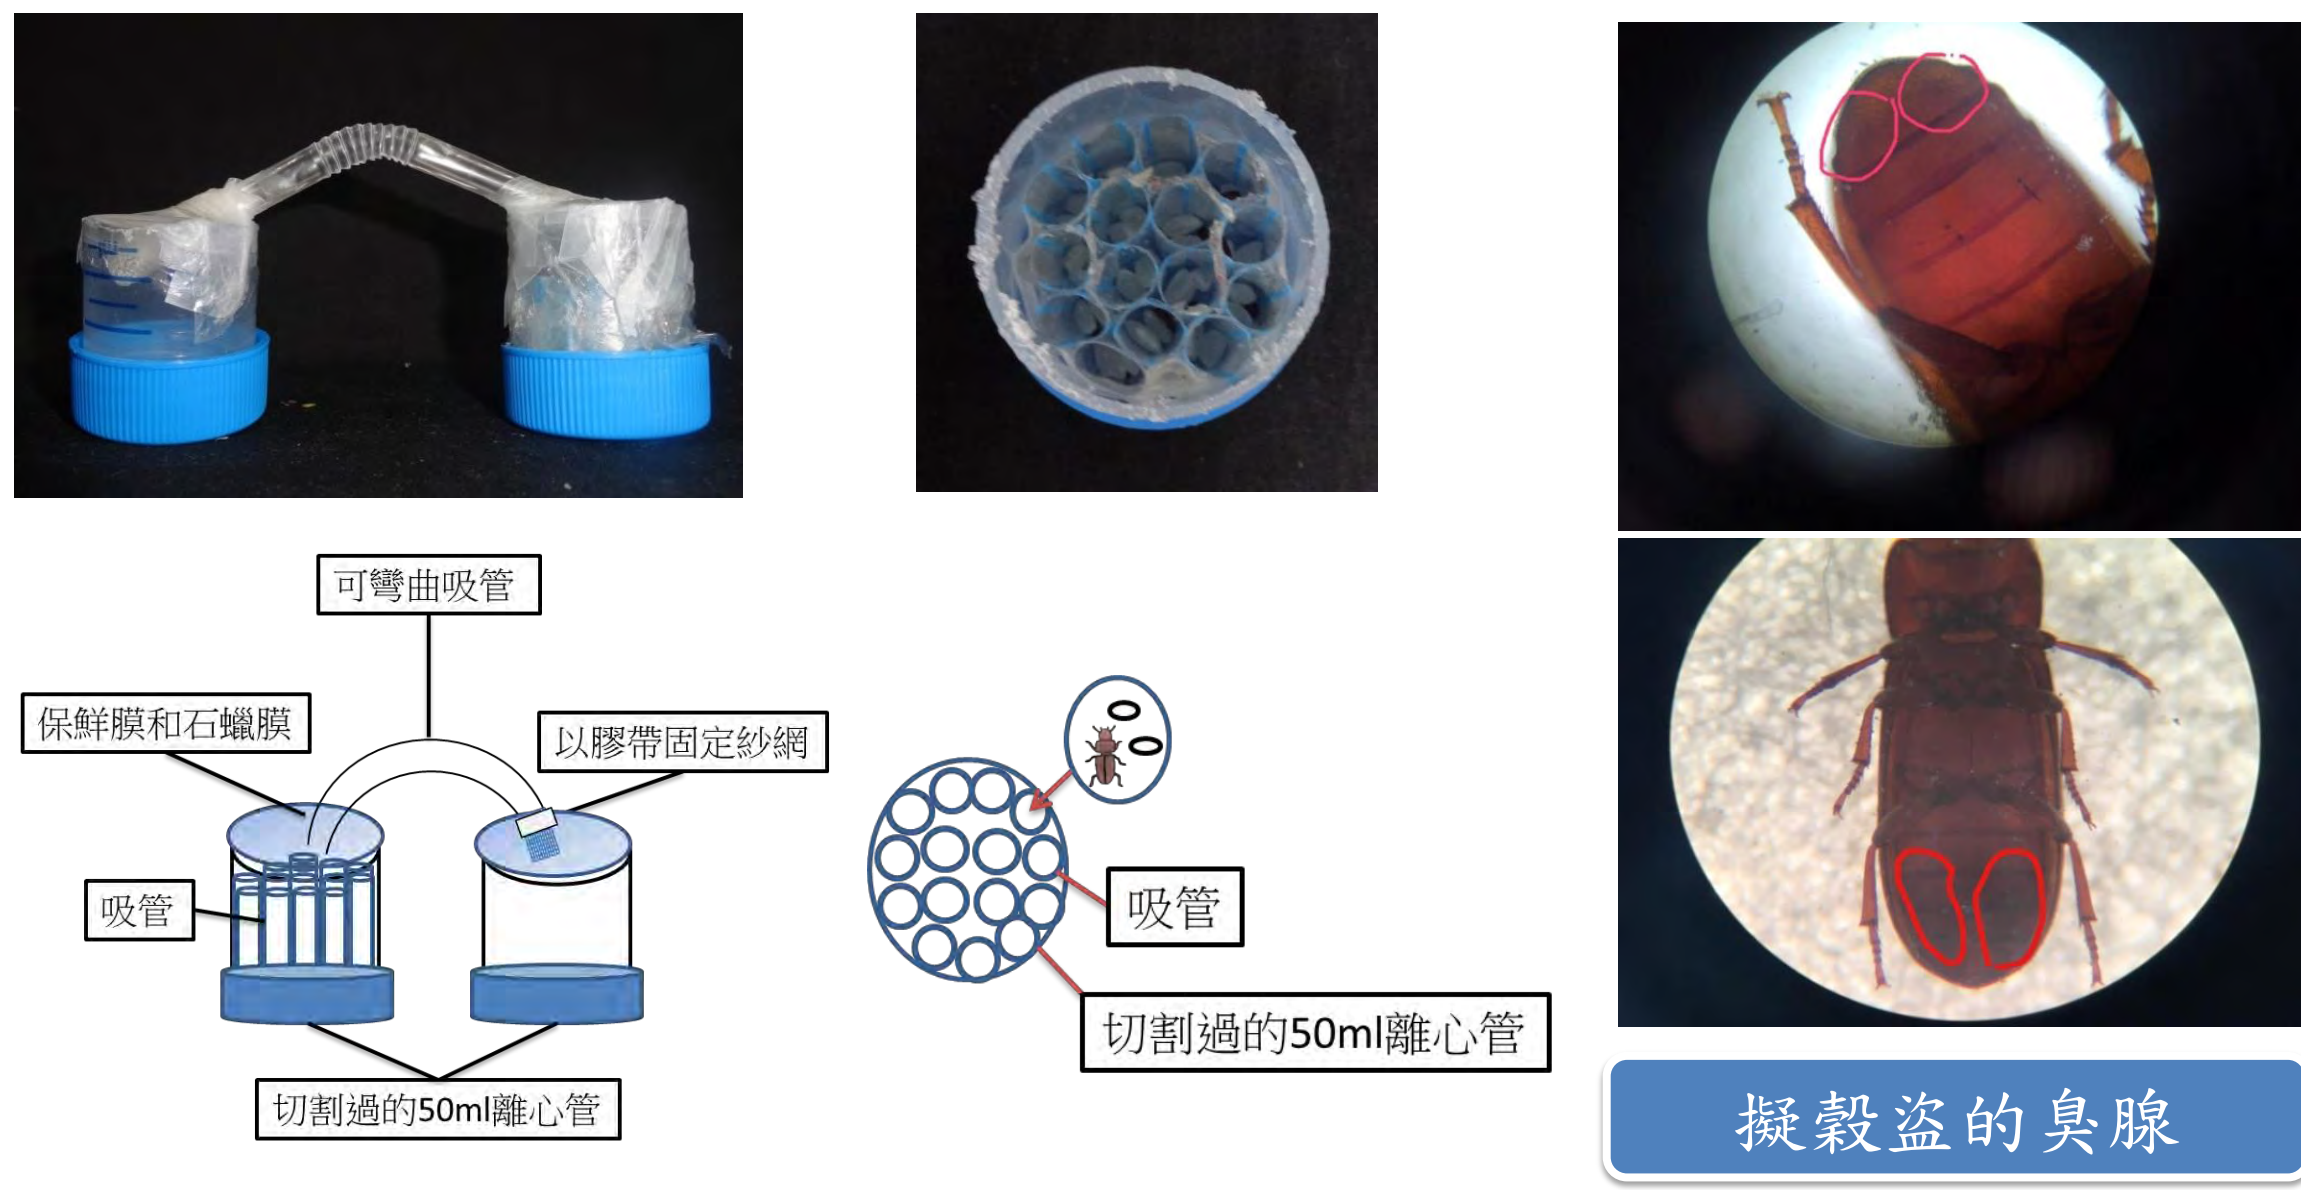 可彎曲吸管
保鮮膜和石蠟膜
以膠帶固定紗網
吸管
切割過的50ml離心管
吸管
切割過的50ml離心管
擬穀盜的臭腺